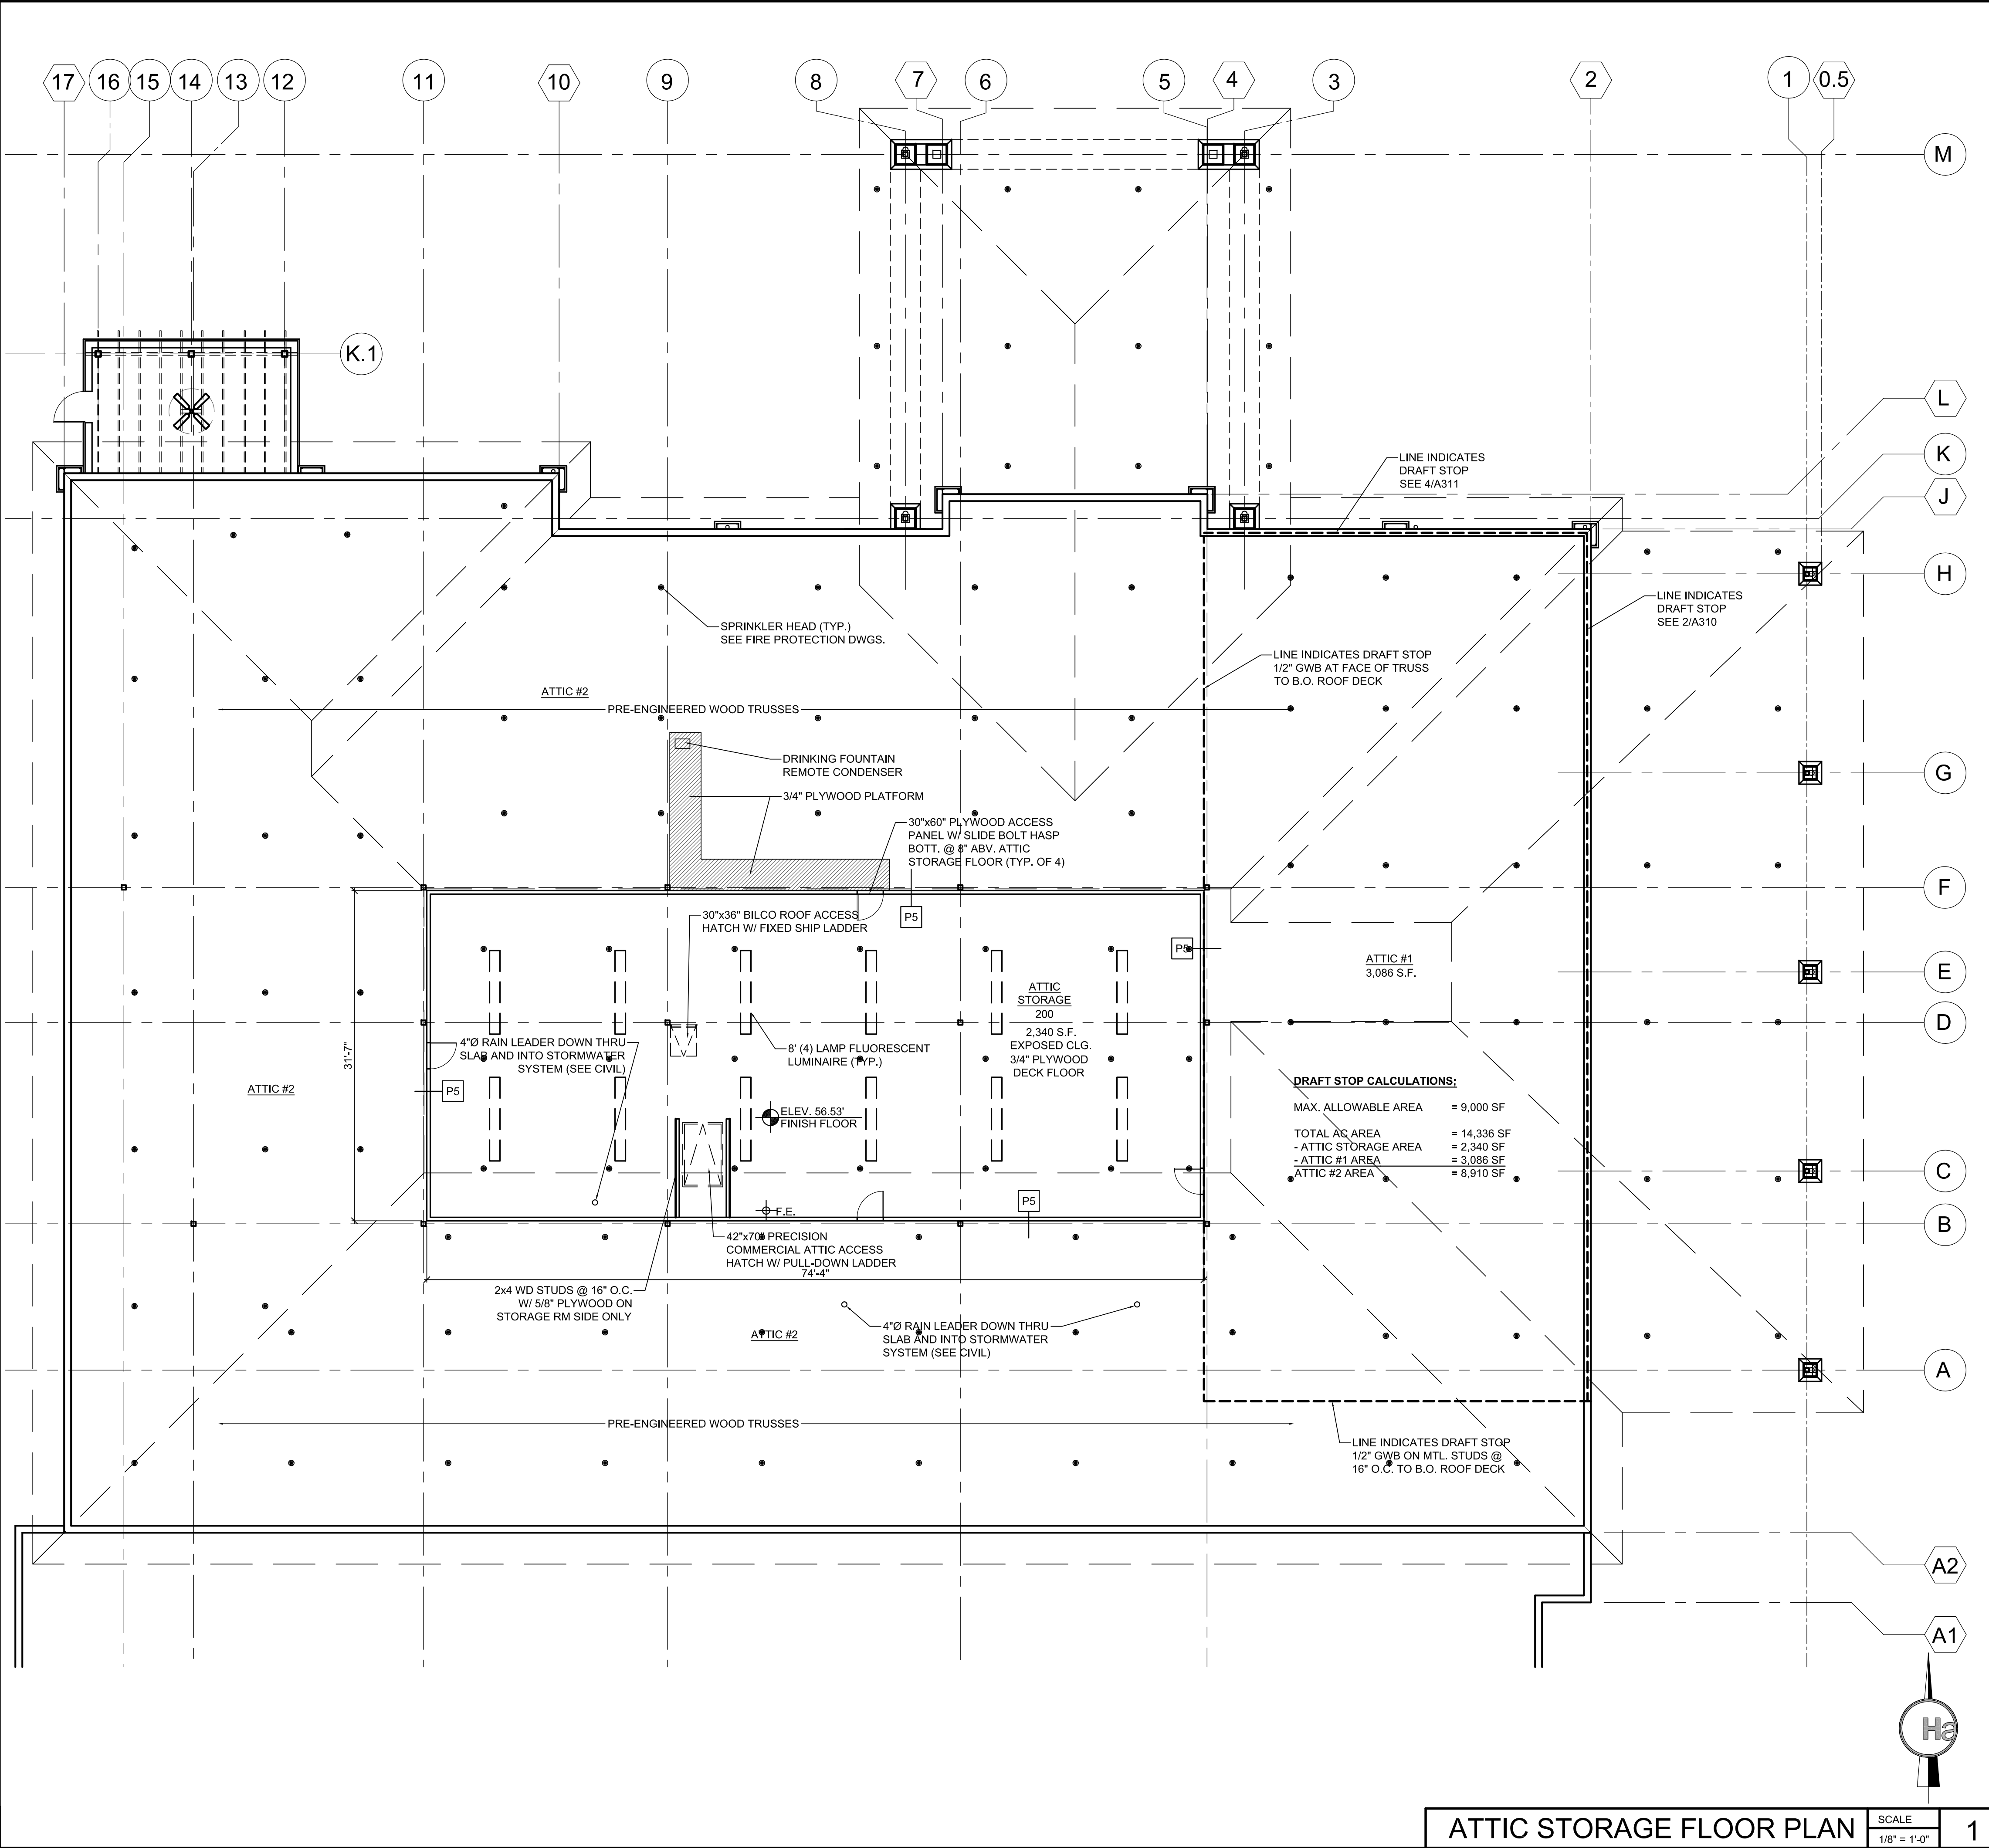 17
16
15
14
13
12
11
10
9
8
7
6
5
4
3
2
1
0.5
M
K.1
L
K
J
H
G
F
E
D
C
B
A
A2
A1
LINE INDICATES
DRAFT STOP
SEE 4/A311
LINE INDICATES
DRAFT STOP
SEE 2/A310
SPRINKLER HEAD (TYP.)
SEE FIRE PROTECTION DWGS.
LINE INDICATES DRAFT STOP
1/2" GWB AT FACE OF TRUSS
TO B.O. ROOF DECK
ATTIC #2
PRE-ENGINEERED WOOD TRUSSES
DRINKING FOUNTAIN
REMOTE CONDENSER
3/4" PLYWOOD PLATFORM
30"x60" PLYWOOD ACCESS
PANEL W/ SLIDE BOLT HASP
BOTT. @ 8" ABV. ATTIC
STORAGE FLOOR (TYP. OF 4)
P5
30"x36" BILCO ROOF ACCESS
HATCH W/ FIXED SHIP LADDER
P5
ATTIC #1
3,086 S.F.
ATTIC
STORAGE
200
2,340 S.F.
EXPOSED CLG.
3/4" PLYWOOD
DECK FLOOR
4"Ø RAIN LEADER DOWN THRU
SLAB AND INTO STORMWATER
SYSTEM (SEE CIVIL)
8' (4) LAMP FLUORESCENT
LUMINAIRE (TYP.)
31'-7"
ATTIC #2
P5
ELEV. 56.53'
FINISH FLOOR
DRAFT STOP CALCULATIONS;
MAX. ALLOWABLE AREA = 9,000 SF
TOTAL AC AREA = 14,336 SF
- ATTIC STORAGE AREA = 2,340 SF
- ATTIC #1 AREA = 3,086 SF
ATTIC #2 AREA = 8,910 SF
P5
F.E.
42"x70" PRECISION
COMMERCIAL ATTIC ACCESS
HATCH W/ PULL-DOWN LADDER
74'-4"
2x4 WD STUDS @ 16" O.C.
W/ 5/8" PLYWOOD ON
STORAGE RM SIDE ONLY
ATTIC #2
4"Ø RAIN LEADER DOWN THRU
SLAB AND INTO STORMWATER
SYSTEM (SEE CIVIL)
PRE-ENGINEERED WOOD TRUSSES
LINE INDICATES DRAFT STOP
1/2" GWB ON MTL. STUDS @
16" O.C. TO B.O. ROOF DECK
Ha
ATTIC STORAGE FLOOR PLAN
SCALE
1/8" = 1'-0"
1